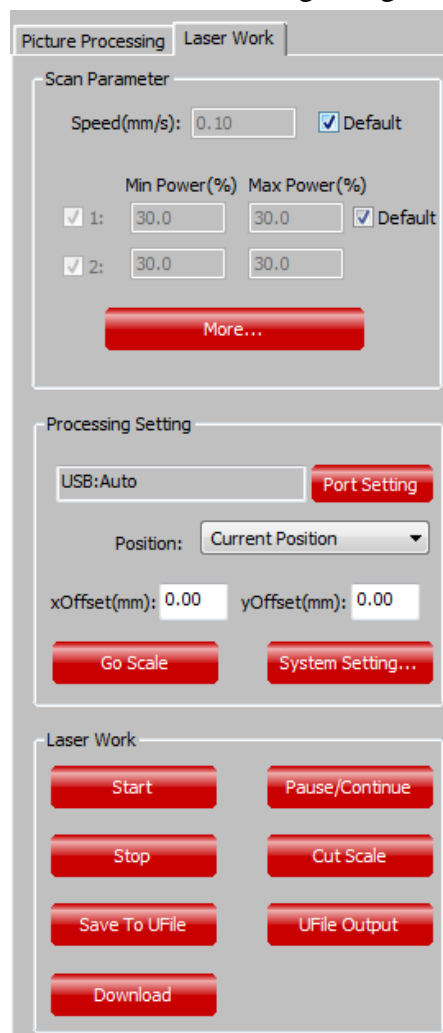 Picture Processing Laser Work
Scan Parameter
Speed(mm/s): 0.10 Default
Min Power(%) Max Power(%)
1: 30.0 30.0 Default
2: 30.0 30.0
More...
Processing Setting
USB:Auto Port Setting
Position: Current Position
xOffset(mm): 0.00 yOffset(mm): 0.00
Go Scale System Setting...
Laser Work
Start Pause/Continue
Stop Cut Scale
Save To UFile UFile Output
Download